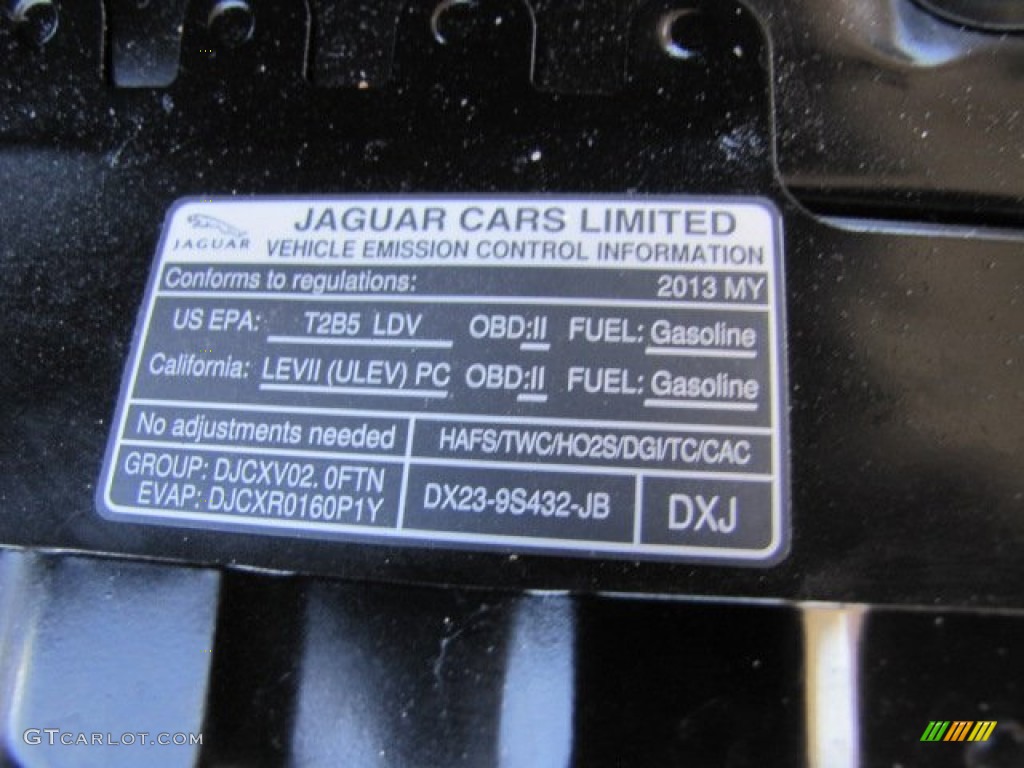 JAGUAR
JAGUAR CARS LIMITED
VEHICLE EMISSION CONTROL INFORMATION
Conforms to regulations: 2013 MY
US EPA: T2B5 LDV OBD:II FUEL: Gasoline
California: LEVII (ULEV) PC OBD:II FUEL: Gasoline
No adjustments needed HAFS/TWC/HO2S/DGI/TC/CAC
GROUP: DJCXV02.0FTN
EVAP: DJCXR0160P1Y
DX23-9S432-JB DXJ
GTCARLOT.COM